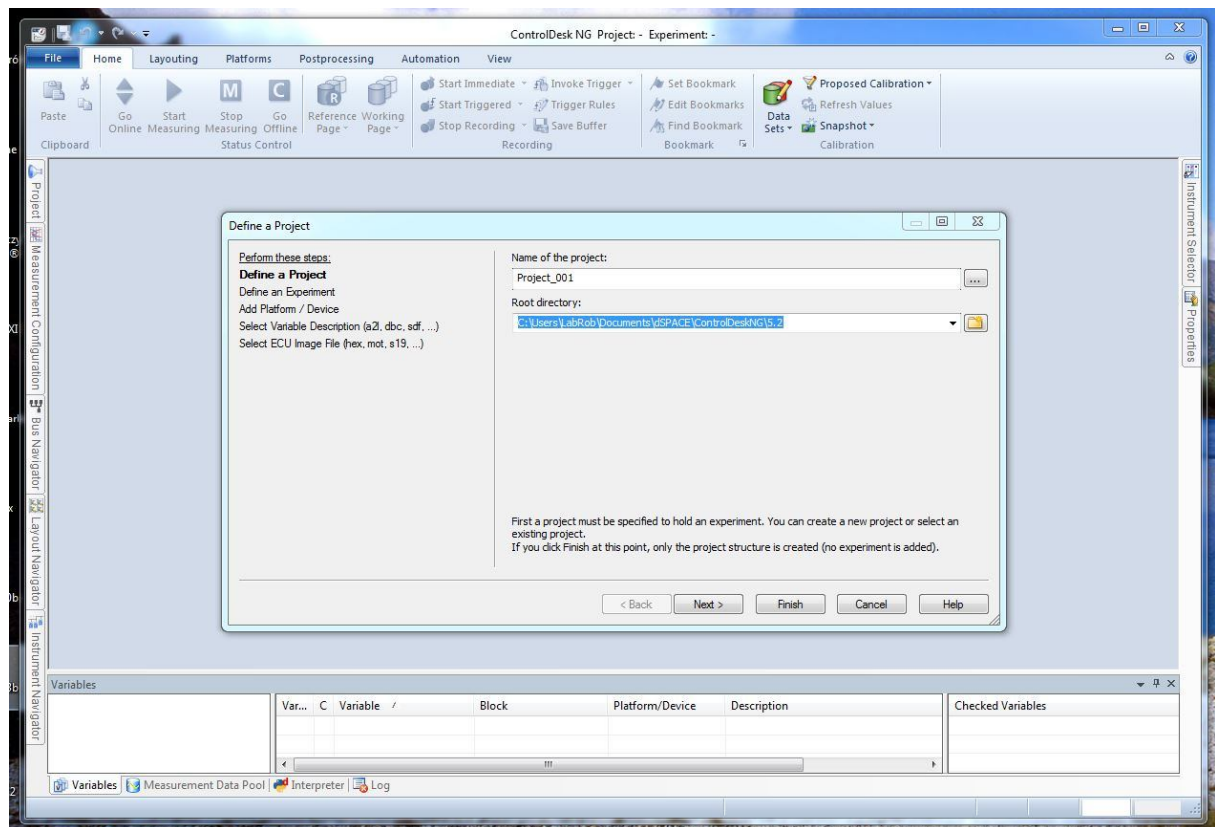 ControlDesk NG Project: - Experiment: -
File Home Layouting Platforms Postprocessing Automation View
Paste
Clipboard
Go Online
Start Measuring
Stop Measuring
Go Offline
Reference Page
Working Page
Status Control
Start Immediate Invoke Trigger
Start Triggered Trigger Rules
Stop Recording Save Buffer
Recording
Set Bookmark
Edit Bookmarks
Find Bookmark
Bookmark
Data Sets
Proposed Calibration
Refresh Values
Snapshot
Calibration
Project
Measurement Configuration
Bus Navigator
Layout Navigator
Instrument Navigator
Instrument Selector
Properties
Define a Project
Perform these steps:
Define a Project
Define an Experiment
Add Platform / Device
Select Variable Description (a2l, dbc, sdf, ...)
Select ECU Image File (hex, mot, s19, ...)
Name of the project:
Project_001
...
Root directory:
C:\Users\LabRob\Documents\dSPACE\ControlDeskNG\5.2
First a project must be specified to hold an experiment. You can create a new project or select an
existing project.
If you click Finish at this point, only the project structure is created (no experiment is added).
< Back Next > Finish Cancel Help
Variables
Var... C Variable / Block Platform/Device Description Checked Variables
Variables Measurement Data Pool Interpreter Log